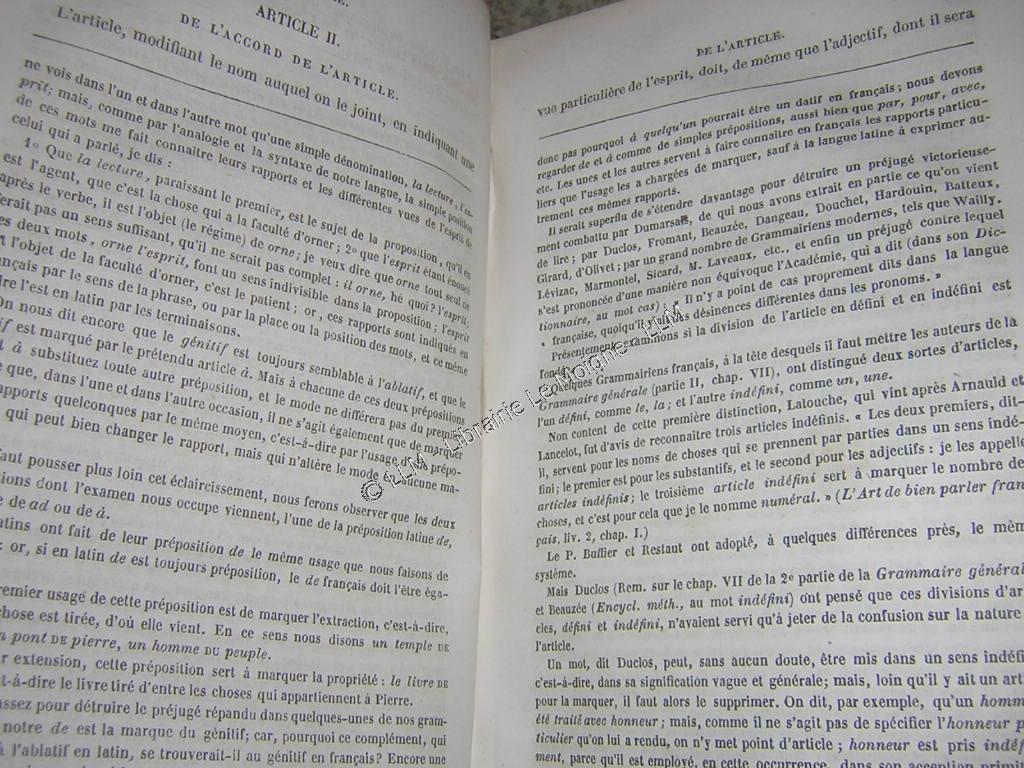 ARTICLE II.
DE L'ACCORD DE L'ARTICLE.
L'article, modifiant le nom auquel on le joint, en indiquant une
ne vois dans l'un et dans l'autre mot qu'une simple dénomination, la lecture, l'es-
prit; mais, comme par l'analogie et la syntaxe de notre langue, la simple position
de ces mots me fait connaître leurs rapports et les différentes vues de l'esprit de
celui qui a parlé, je dis :
1º Que la lecture, paraissant le premier, est le sujet de la proposition, qu'il en
est l'agent, que c'est la chose qui a la faculté d'orner; 2º que l'esprit étant énoncé
après le verbe, il est l'objet (le régime) de orne; je veux dire que orne tout seul ne
ferait pas un sens suffisant, qu'il ne serait pas complet : il orne, hé quoi? l'esprit;
ces deux mots, orne l'esprit, font un sens indivisible dans la proposition; l'esprit
l'objet de la faculté d'orner, c'est le patient; or, ces rapports sont indiqués en
français par le sens de la phrase, ou par la place ou la position des mots, et ce même
l'est en latin par les terminaisons.
On nous dit encore que le génitif est toujours semblable à l'ablatif, et que le
est marqué par le prétendu article à. Mais à chacune de ces deux prépositions
à substituez toute autre préposition, et le mode ne différera pas du premier
que, dans l'une et dans l'autre occasion, il ne s'agit également que de marquer
rapports quelconques par le même moyen, c'est-à-dire par l'usage d'une prépo-
qui peut bien changer le rapport, mais qui n'altère le mode en aucune ma-
faut pousser plus loin cet éclaircissement, nous ferons observer que les deux
dont l'examen nous occupe viennent, l'une de la préposition latine de,
de ad ou de à.
latins ont fait de leur préposition de le même usage que nous faisons de
; or, si en latin de est toujours préposition, le de français doit l'être éga-
premier usage de cette préposition est de marquer l'extraction, c'est-à-dire,
chose est tirée, d'où elle vient. En ce sens nous disons un temple DE
un pont DE pierre, un homme DU peuple.
extension, cette préposition sert à marquer la propriété : le livre DE
c'est-à-dire le livre tiré d'entre les choses qui appartiennent à Pierre.
assez pour détruire le préjugé répandu dans quelques-unes de nos gram-
notre de est la marque du génitif; car, pourquoi ce complément, qui
à l'ablatif en latin, se trouverait-il au génitif en français? Encore une
DE L'ARTICLE.
vue particulière de l'esprit, doit, de même que l'adjectif, dont il sera
donc pas pourquoi à quelqu'un pourrait être un datif en français; nous devons
regarder de et à comme de simples prépositions, aussi bien que par, pour, avec,
etc. Les unes et les autres servent à faire connaître en français les rapports particu-
liers que l'usage les a chargées de marquer, sauf à la langue latine à exprimer au-
trement ces mêmes rapports.
Il serait superflu de s'étendre davantage pour détruire un préjugé victorieuse-
ment combattu par Dumarsais, de qui nous avons extrait en partie ce qu'on vient
de lire; par Duclos, Fromant, Beauzée, Dangeau, Douchet, Hardouin, Batteux,
Girard, d'Olivet; par un grand nombre de Grammairiens modernes, tels que Wailly,
Lévizac, Marmontel, Sicard, M. Laveaux, etc., et enfin un préjugé contre lequel
s'est prononcée d'une manière non équivoque l'Académie, qui a dit (dans son Dic-
tionnaire, au mot cas) : « Il n'y a point de cas proprement dits dans la langue
« française, quoiqu'il y ait des désinences différentes dans les pronoms. »
Présentement, examinons si la division de l'article en défini et en indéfini est
fondée.
Quelques Grammairiens français, à la tête desquels il faut mettre les auteurs de la
Grammaire générale (partie II, chap. VII), ont distingué deux sortes d'articles,
l'un défini, comme le, la; et l'autre indéfini, comme un, une.
Non content de cette première distinction, Latouche, qui vint après Arnauld et
Lancelot, fut d'avis de reconnaitre trois articles indéfinis. « Les deux premiers, dit-
il, servent pour les noms de choses qui se prennent par parties dans un sens indé-
fini; le premier est pour les substantifs, et le second pour les adjectifs : je les appelle
articles indéfinis; le troisième article indéfini sert à marquer le nombre de
choses, et c'est pour cela que je le nomme numéral. » (L'Art de bien parler fran
çais, liv. 2, chap. I.)
Le P. Buffier et Restaut ont adopté, à quelques différences près, le mêm
système.
Mais Duclos (Rem. sur le chap. VII de la 2e partie de la Grammaire général
et Beauzée (Encycl. méth., au mot indéfini) ont pensé que ces divisions d'ar
cles, défini et indéfini, n'avaient servi qu'à jeter de la confusion sur la nature
l'article.
Un mot, dit Duclos, peut, sans aucun doute, être mis dans un sens indéfi
c'est-à-dire, dans sa signification vague et générale; mais, loin qu'il y ait un art
pour la marquer, il faut alors le supprimer. On dit, par exemple, qu'un homm
été traité avec honneur; mais, comme il ne s'agit pas de spécifier l'honneur p
ticulier qu'on lui a rendu, on n'y met point d'article; honneur est pris indéf
ment, parce qu'il est employé, en cette occurrence, dans son acception primit
© LLM - Librairie Le Moigne - LLM